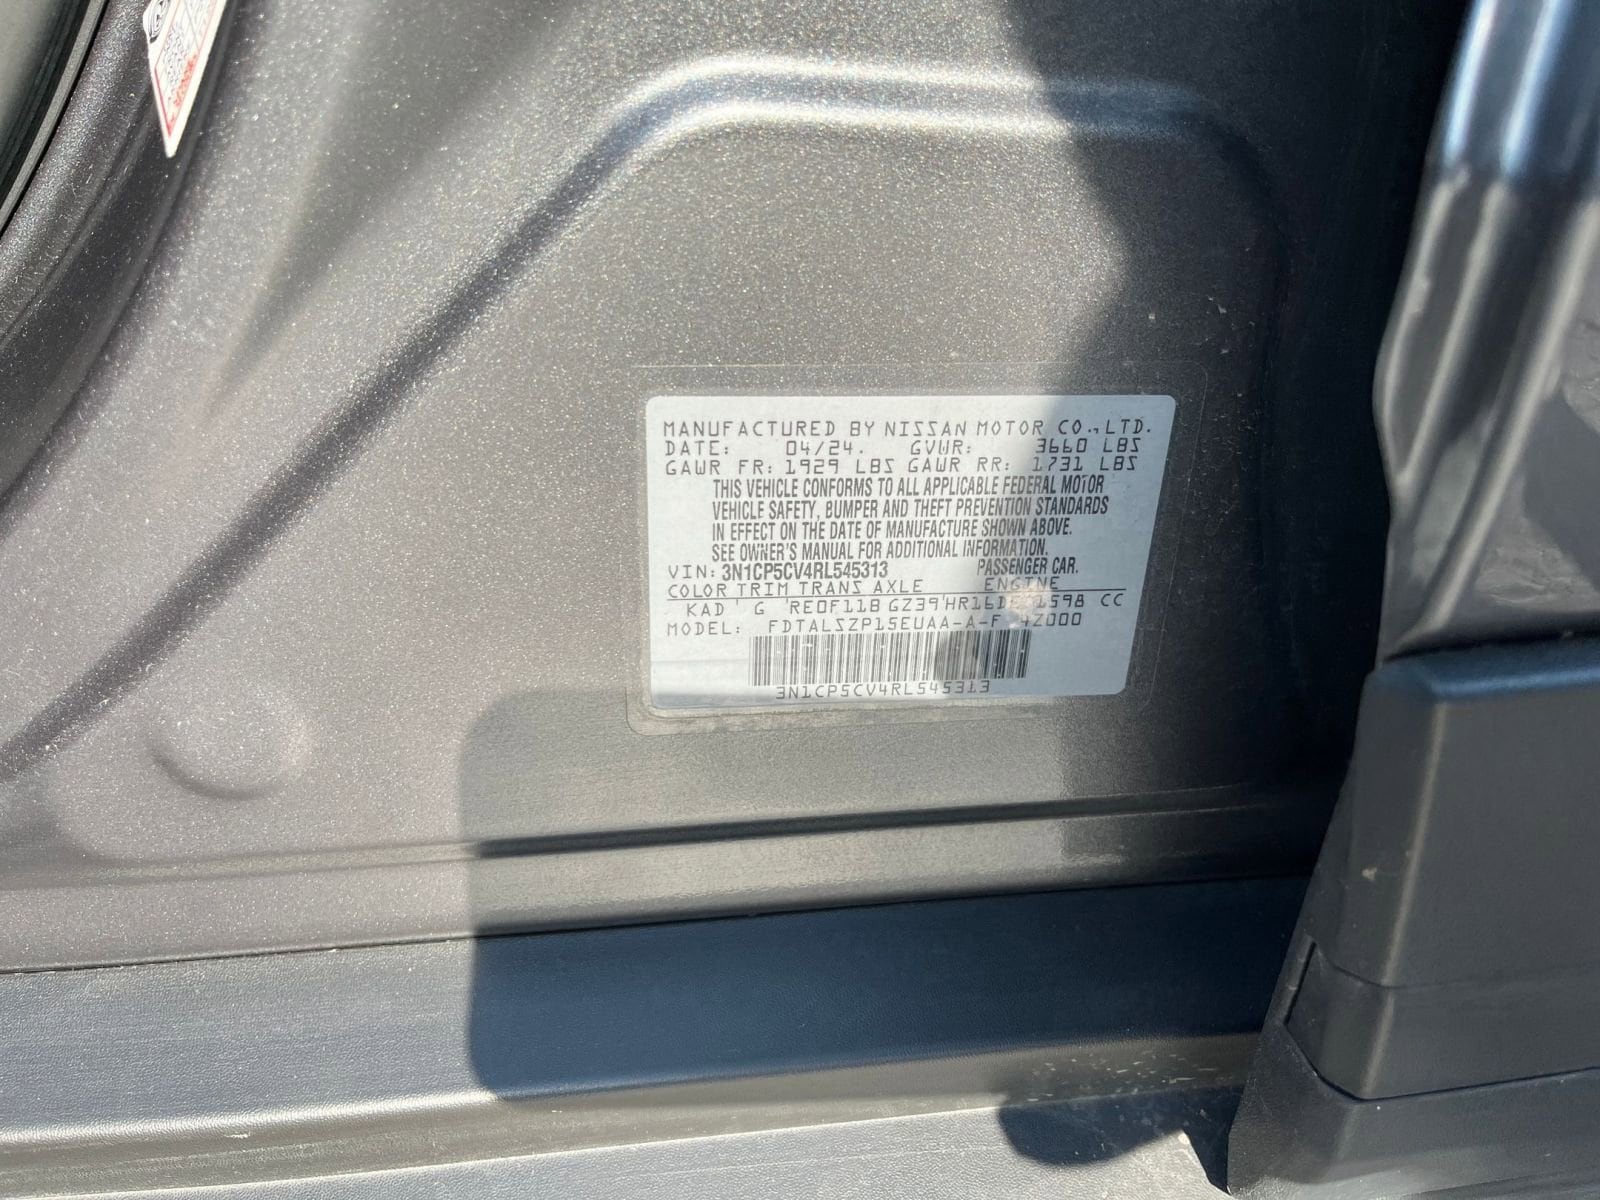 MANUFACTURED BY NISSAN MOTOR CO.,LTD.
DATE: 04/24. GVWR: 3660 LBS
GAWR FR: 1929 LBS GAWR RR: 1731 LBS
THIS VEHICLE CONFORMS TO ALL APPLICABLE FEDERAL MOTOR
VEHICLE SAFETY, BUMPER AND THEFT PREVENTION STANDARDS
IN EFFECT ON THE DATE OF MANUFACTURE SHOWN ABOVE.
SEE OWNER'S MANUAL FOR ADDITIONAL INFORMATION.
VIN: 3N1CP5CV4RL545313 PASSENGER CAR.
COLOR TRIM TRANS AXLE ENGINE
KAD G RE0F11B GZ39 1598 CC
MODEL: FDTALSZP15EUAA-A-F 4Z000
3N1CP5CV4RL545313